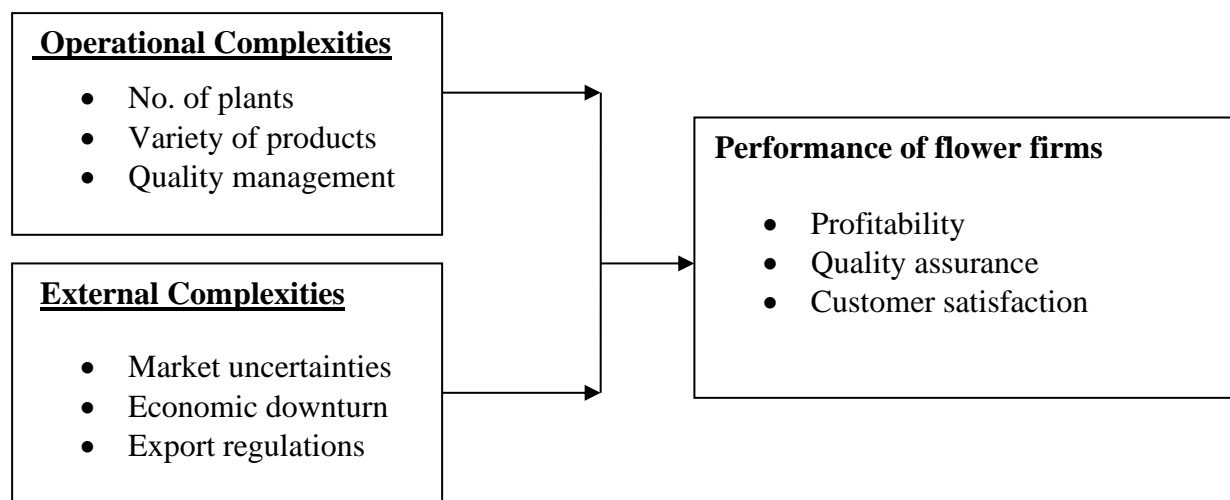 Operational Complexities
• No. of plants
• Variety of products
• Quality management
External Complexities
• Market uncertainties
• Economic downturn
• Export regulations
Performance of flower firms
• Profitability
• Quality assurance
• Customer satisfaction